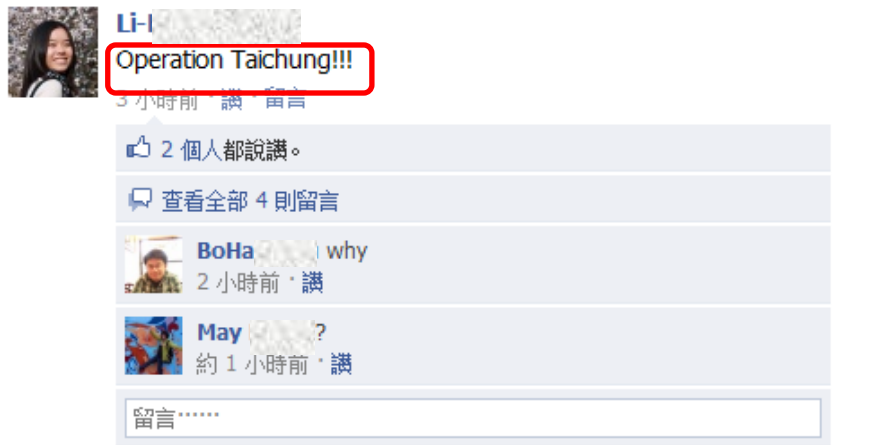 Li-
Operation Taichung!!!
3 小時前 · 讚 · 留言
2 個人都說讚。
查看全部 4 則留言
BoHa why
2 小時前 · 讚
May ?
約 1 小時前 · 讚
留言……